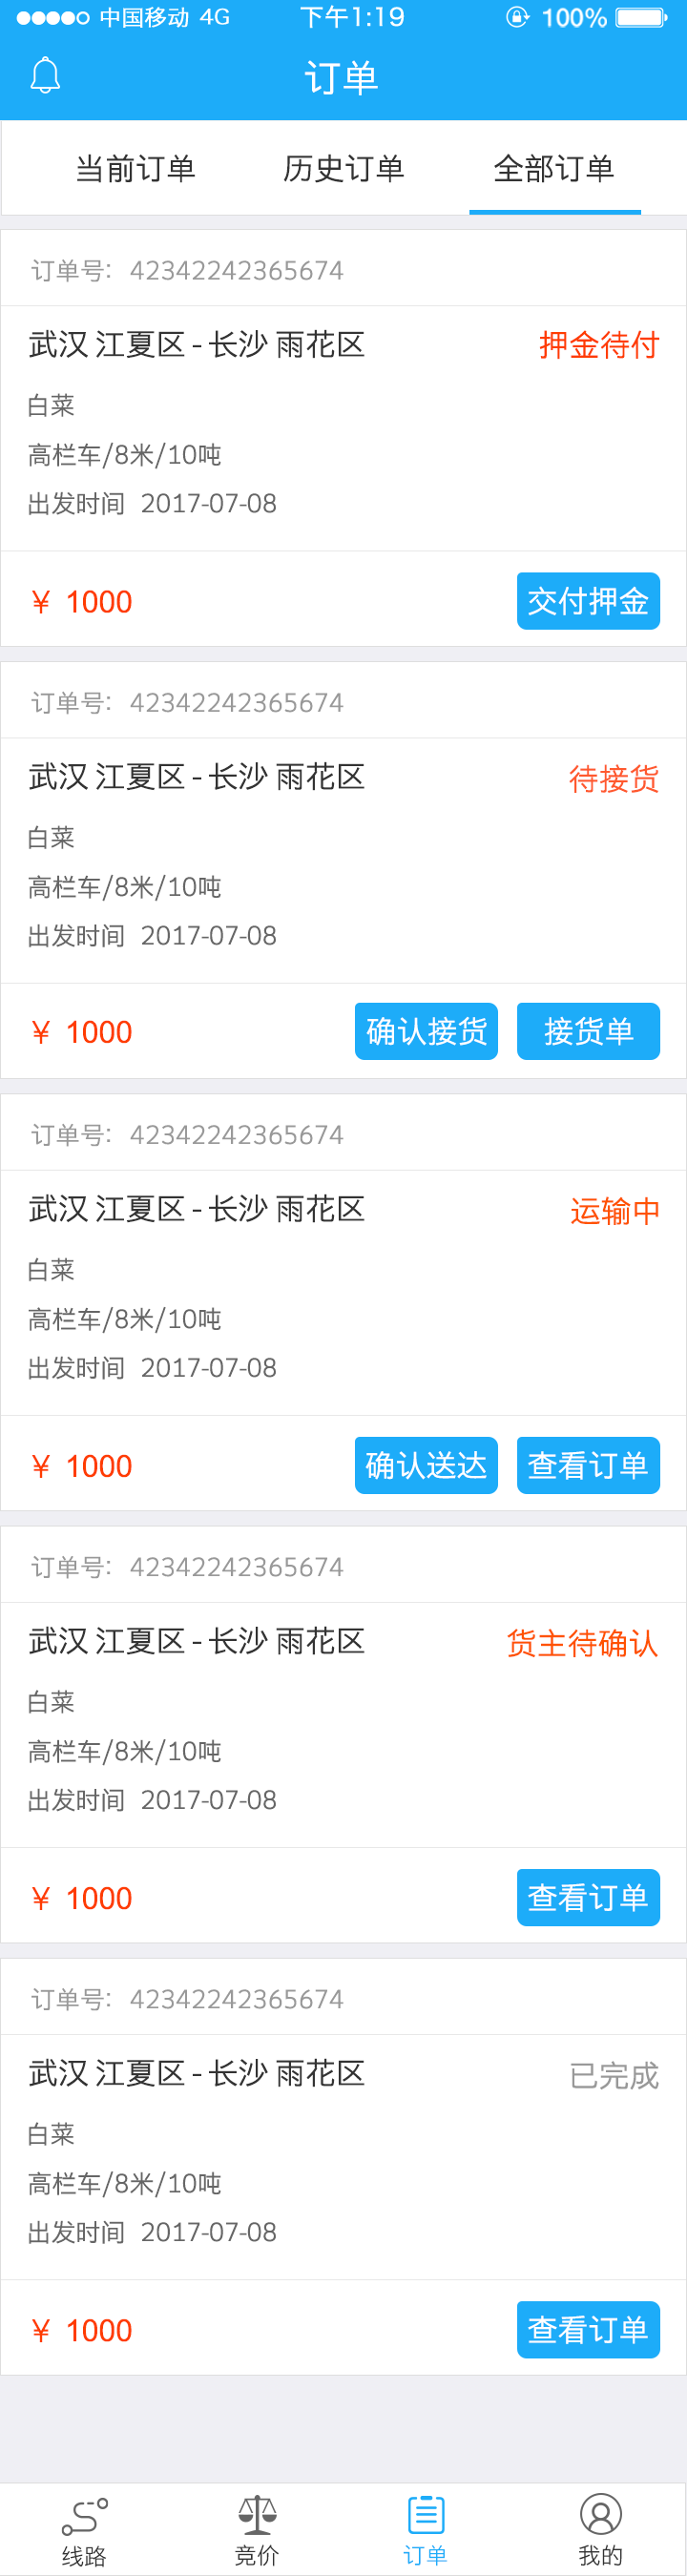 中国移动 4G 下午1:19 100%
订单
当前订单 历史订单 全部订单
订单号: 42342242365674
武汉 江夏区 - 长沙 雨花区 押金待付
白菜
高栏车/8米/10吨
出发时间 2017-07-08
¥ 1000 交付押金
订单号: 42342242365674
武汉 江夏区 - 长沙 雨花区 待接货
白菜
高栏车/8米/10吨
出发时间 2017-07-08
¥ 1000 确认接货 接货单
订单号: 42342242365674
武汉 江夏区 - 长沙 雨花区 运输中
白菜
高栏车/8米/10吨
出发时间 2017-07-08
¥ 1000 确认送达 查看订单
订单号: 42342242365674
武汉 江夏区 - 长沙 雨花区 货主待确认
白菜
高栏车/8米/10吨
出发时间 2017-07-08
¥ 1000 查看订单
订单号: 42342242365674
武汉 江夏区 - 长沙 雨花区 已完成
白菜
高栏车/8米/10吨
出发时间 2017-07-08
¥ 1000 查看订单
线路 竞价 订单 我的